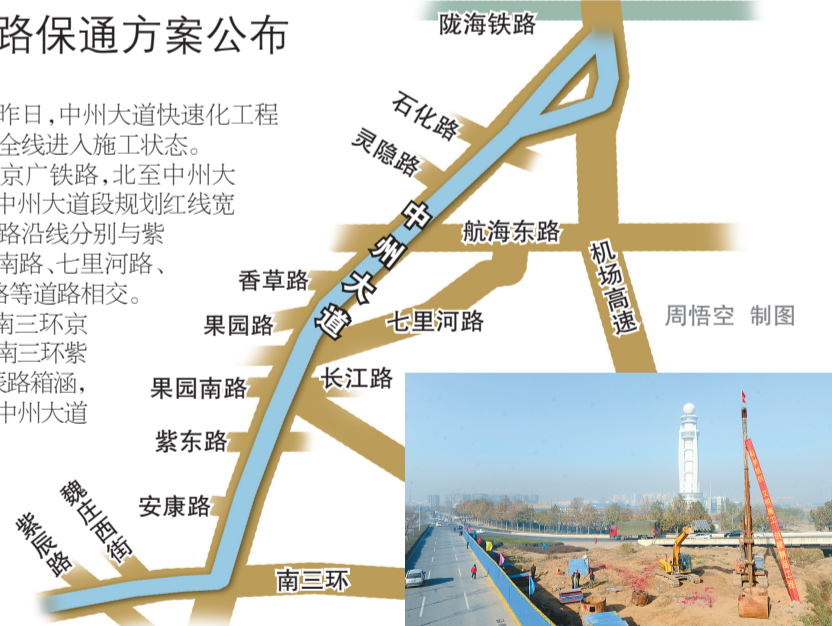 路保通方案公布
昨日，中州大道快速化工程
全线进入施工状态。
京广铁路，北至中州大
中州大道段规划红线宽
路沿线分别与紫
南路、七里河路、
路等道路相交。
南三环京
南三环紫
辰路箱涵，
中州大道
陇海铁路
石化路
灵隐路
中州大道
航海东路
机场高速
香草路
果园路
七里河路
周悟空 制图
果园南路
长江路
紫东路
安康路
魏庄西街
紫辰路
南三环